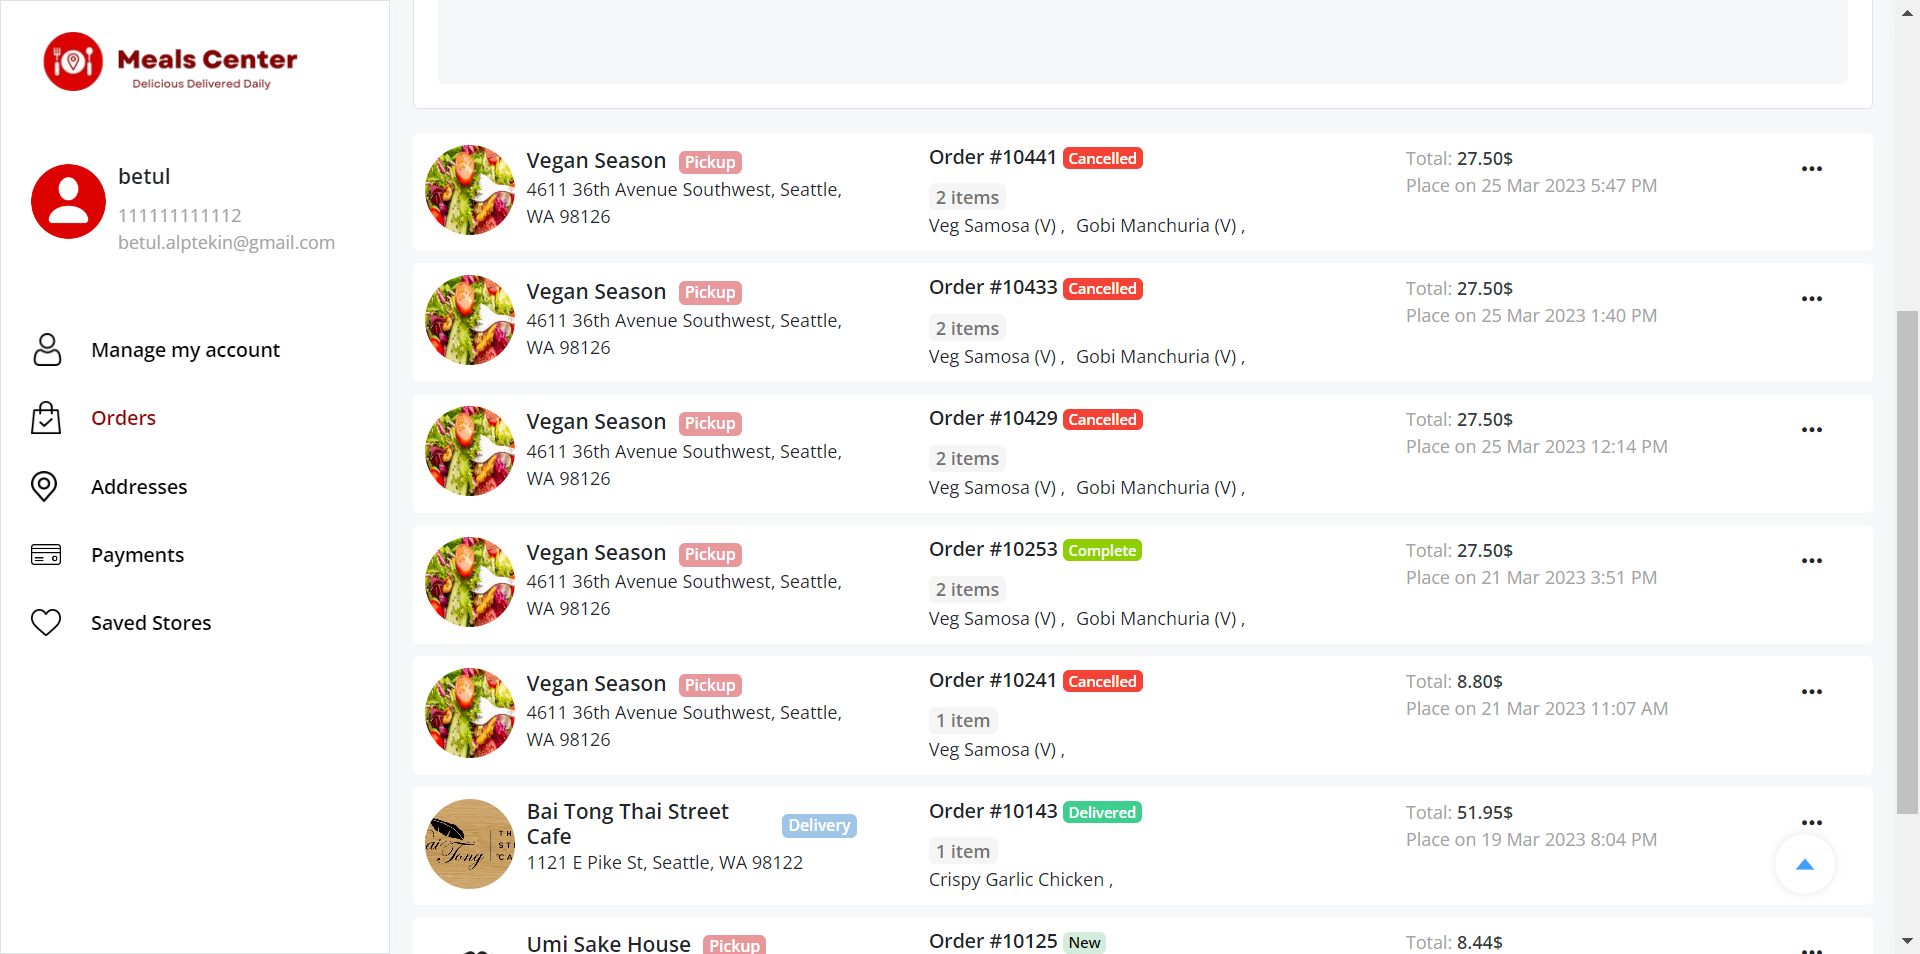 Meals Center
Delicious Delivered Daily
betul
111111111112
betul.alptekin@gmail.com
Manage my account
Orders
Addresses
Payments
Saved Stores
Vegan Season Pickup
4611 36th Avenue Southwest, Seattle,
WA 98126
Order #10441 Cancelled
2 items
Veg Samosa (V) , Gobi Manchuria (V) ,
Total: 27.50$
Place on 25 Mar 2023 5:47 PM
Vegan Season Pickup
4611 36th Avenue Southwest, Seattle,
WA 98126
Order #10433 Cancelled
2 items
Veg Samosa (V) , Gobi Manchuria (V) ,
Total: 27.50$
Place on 25 Mar 2023 1:40 PM
Vegan Season Pickup
4611 36th Avenue Southwest, Seattle,
WA 98126
Order #10429 Cancelled
2 items
Veg Samosa (V) , Gobi Manchuria (V) ,
Total: 27.50$
Place on 25 Mar 2023 12:14 PM
Vegan Season Pickup
4611 36th Avenue Southwest, Seattle,
WA 98126
Order #10253 Complete
2 items
Veg Samosa (V) , Gobi Manchuria (V) ,
Total: 27.50$
Place on 21 Mar 2023 3:51 PM
Vegan Season Pickup
4611 36th Avenue Southwest, Seattle,
WA 98126
Order #10241 Cancelled
1 item
Veg Samosa (V) ,
Total: 8.80$
Place on 21 Mar 2023 11:07 AM
Bai Tong Thai Street
Cafe
Delivery
1121 E Pike St, Seattle, WA 98122
Order #10143 Delivered
1 item
Crispy Garlic Chicken ,
Total: 51.95$
Place on 19 Mar 2023 8:04 PM
Umi Sake House Pickup
Order #10125 New
Total: 8.44$